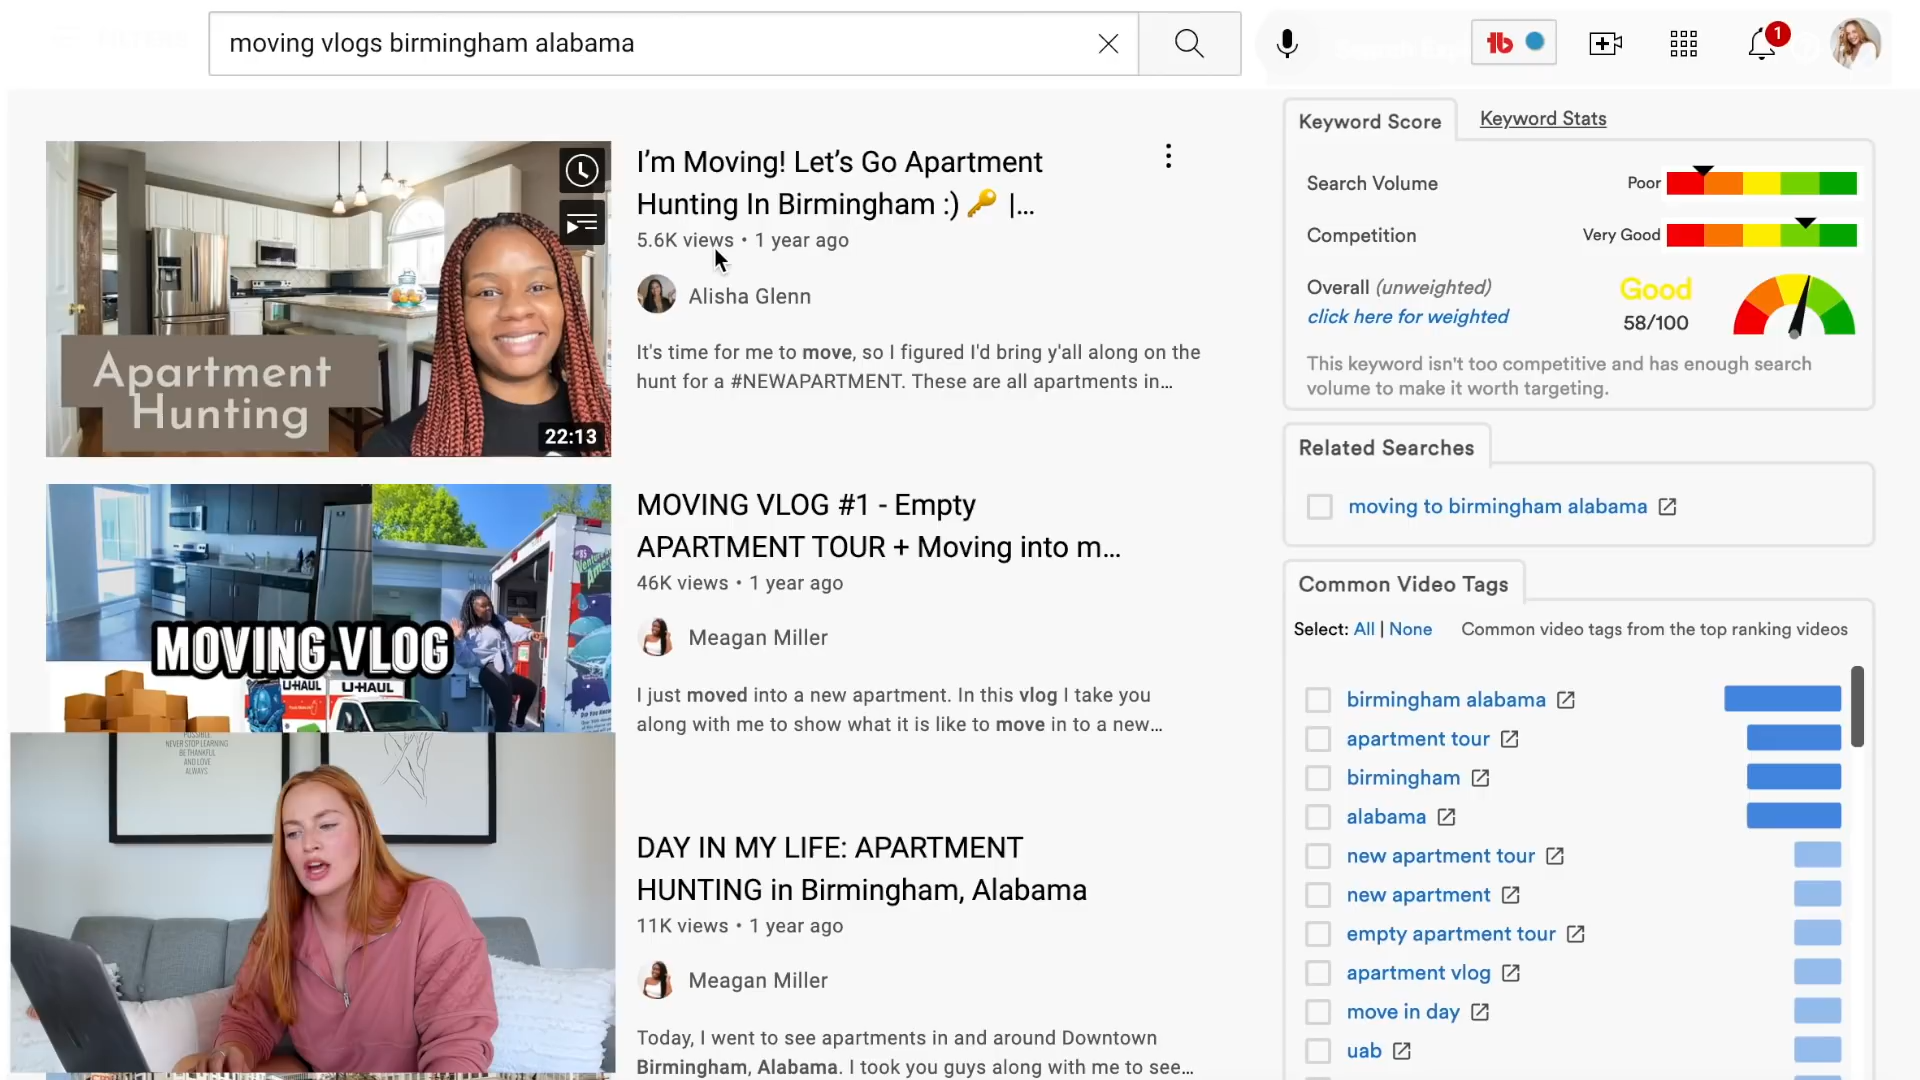 moving vlogs birmingham alabama
1
I'm Moving! Let's Go Apartment
Hunting In Birmingham :) 🔑 |...
5.6K views • 1 year ago
Alisha Glenn
It's time for me to move, so I figured I'd bring y'all along on the
hunt for a #NEWAPARTMENT. These are all apartments in...
Apartment
Hunting
22:13
MOVING VLOG #1 - Empty
APARTMENT TOUR + Moving into m...
46K views • 1 year ago
Meagan Miller
I just moved into a new apartment. In this vlog I take you
along with me to show what it is like to move in to a new...
MOVING VLOG
U-HAUL
U-HAUL
NEVER STOP LEARNING
BE THANKFUL
AND LOVE
ALWAYS
DAY IN MY LIFE: APARTMENT
HUNTING in Birmingham, Alabama
11K views • 1 year ago
Meagan Miller
Today, I went to see apartments in and around Downtown
Birmingham, Alabama. I took you guys along with me to see...
Keyword Score
Keyword Stats
Search Volume
Poor
Competition
Very Good
Overall (unweighted)
click here for weighted
Good
58/100
This keyword isn't too competitive and has enough search
volume to make it worth targeting.
Related Searches
moving to birmingham alabama
Common Video Tags
Select: All | None
Common video tags from the top ranking videos
birmingham alabama
apartment tour
birmingham
alabama
new apartment tour
new apartment
empty apartment tour
apartment vlog
move in day
uab